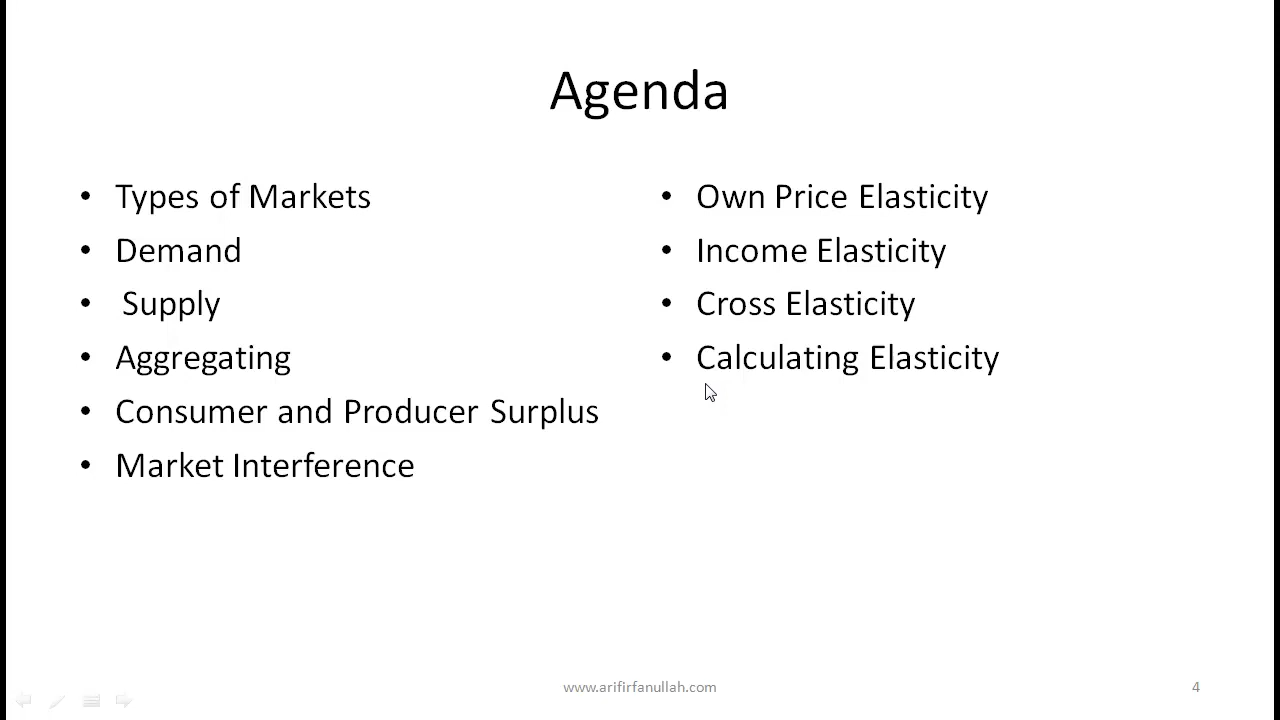 Agenda
• Types of Markets
• Demand
• Supply
• Aggregating
• Consumer and Producer Surplus
• Market Interference
• Own Price Elasticity
• Income Elasticity
• Cross Elasticity
• Calculating Elasticity
www.arifirfanullah.com
4